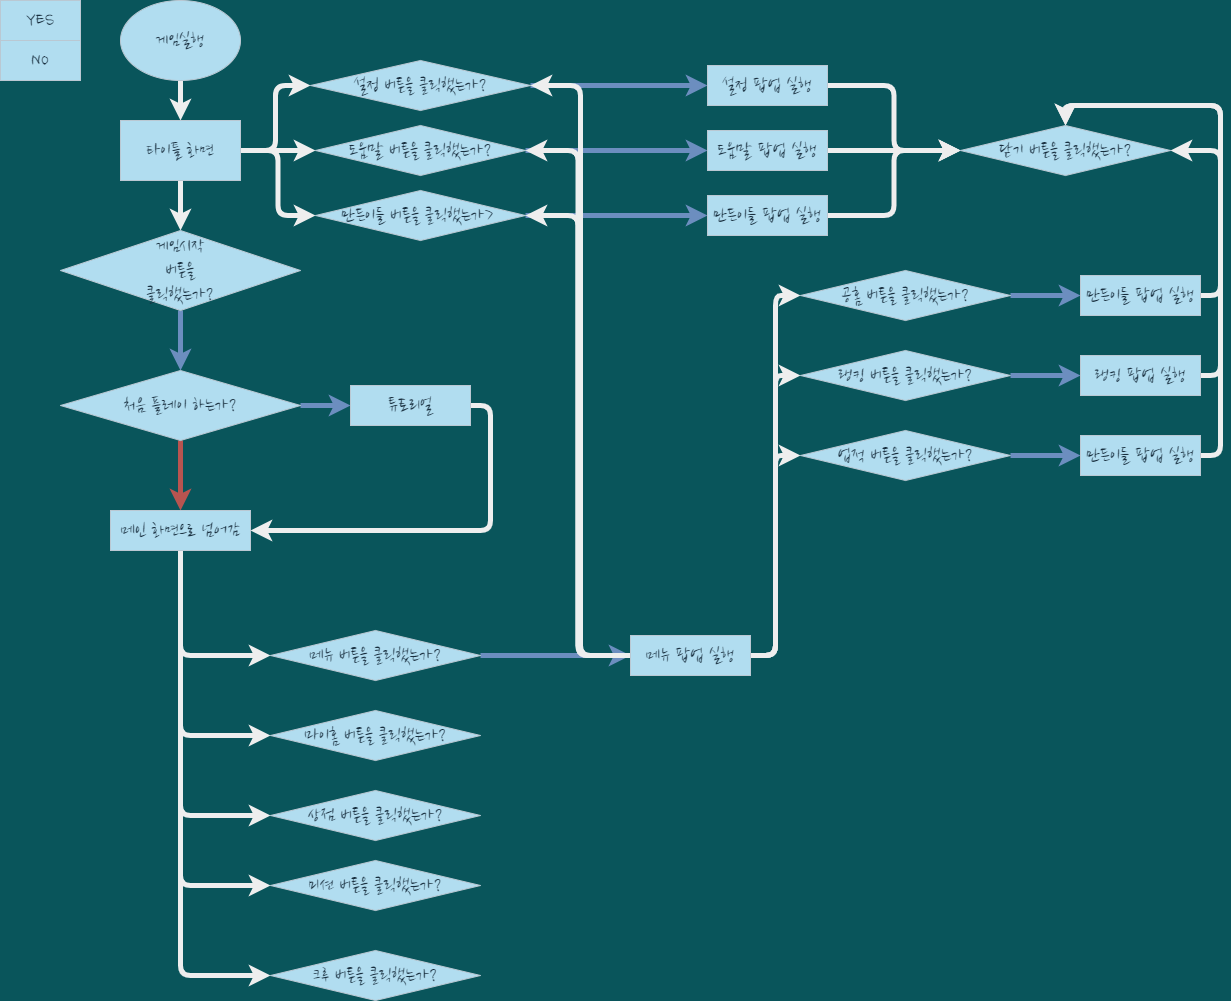 YES
NO
게임실행
타이틀 화면
게임시작
버튼을
클릭했는가?
처음 플레이 하는가?
튜토리얼
메인 화면으로 넘어감
설정 버튼을 클릭했는가?
도움말 버튼을 클릭했는가?
만든이들 버튼을 클릭했는가>
설정 팝업 실행
도움말 팝업 실행
만든이들 팝업 실행
닫기 버튼을 클릭했는가?
공홈 버튼을 클릭했는가?
만든이들 팝업 실행
랭킹 버튼을 클릭했는가?
랭킹 팝업 실행
업적 버튼을 클릭했는가?
만든이들 팝업 실행
메뉴 버튼을 클릭했는가?
메뉴 팝업 실행
마이홈 버튼을 클릭했는가?
상점 버튼을 클릭했는가?
미션 버튼을 클릭했는가?
크루 버튼을 클릭했는가?